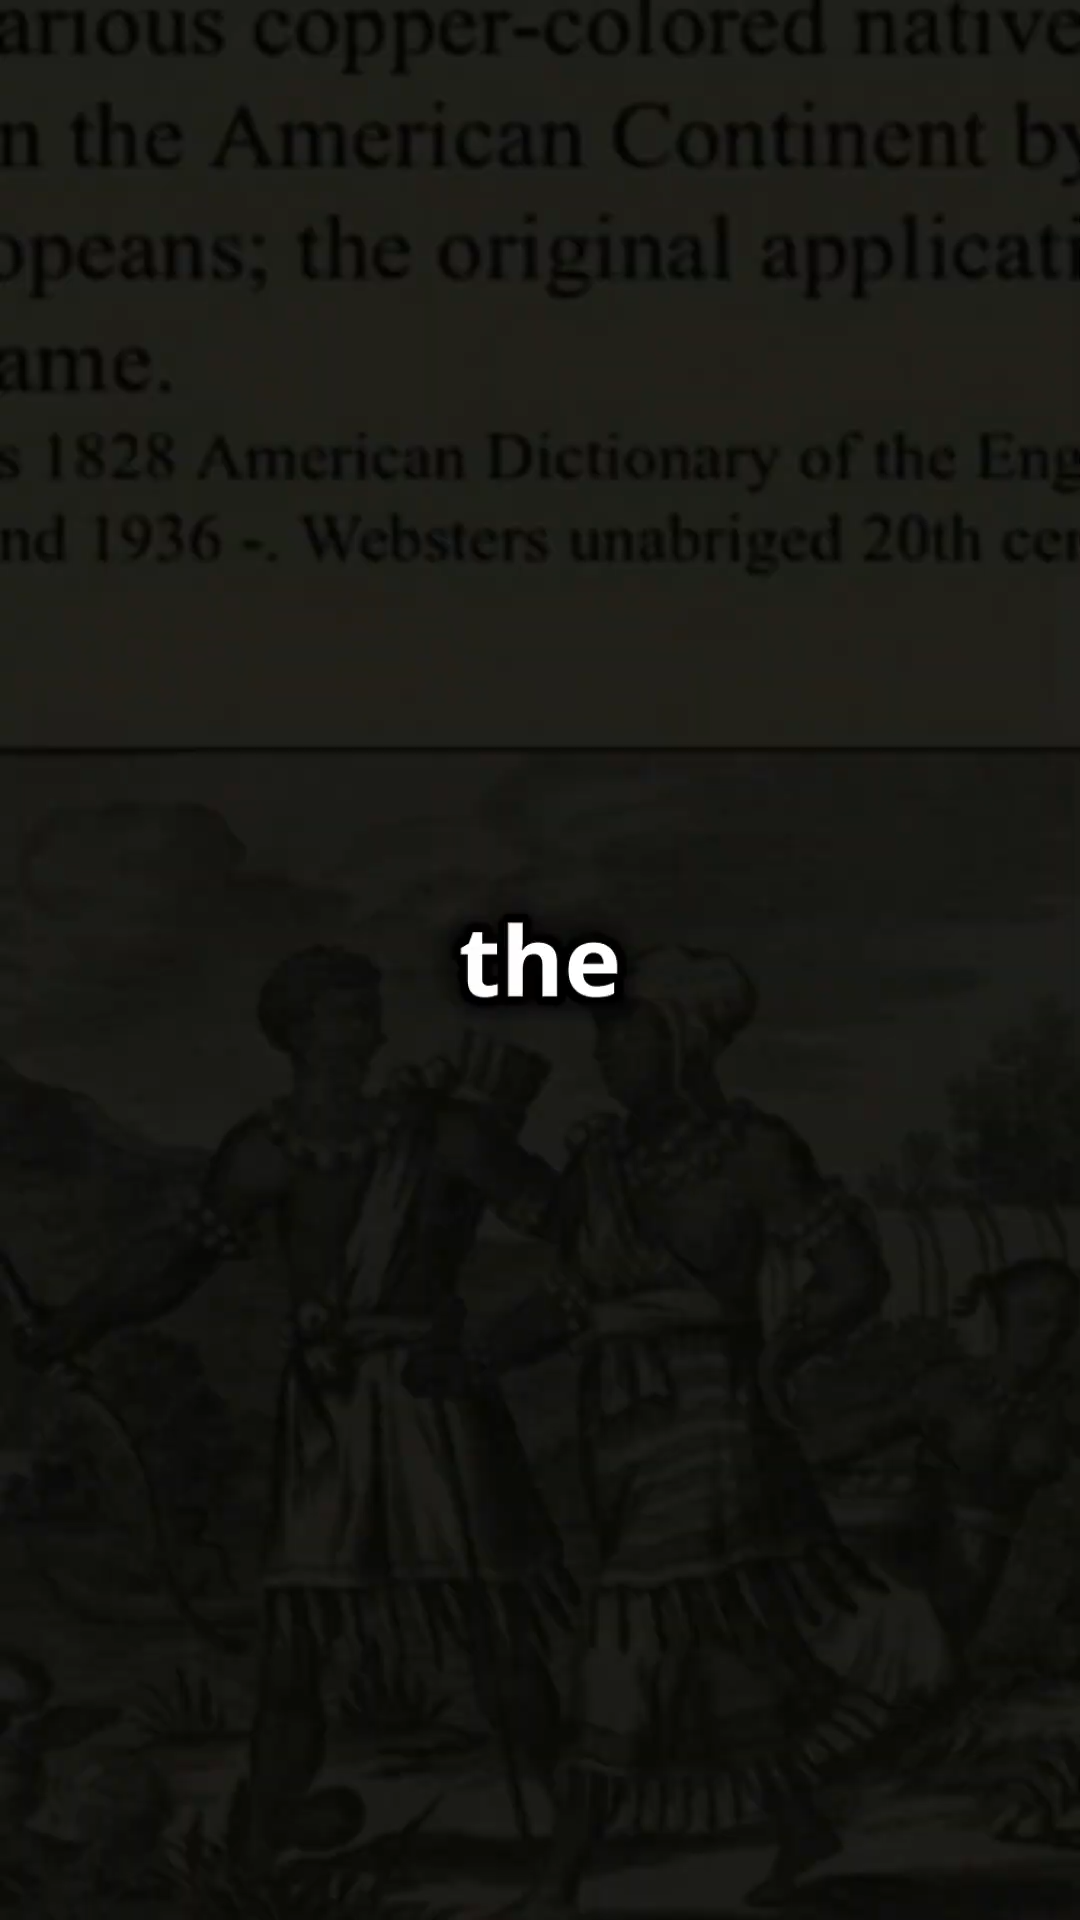 arious copper-colored native
n the American Continent by
opeans; the original applicati
ame.
s 1828 American Dictionary of the Eng
nd 1936 -. Websters unabriged 20th cen
the